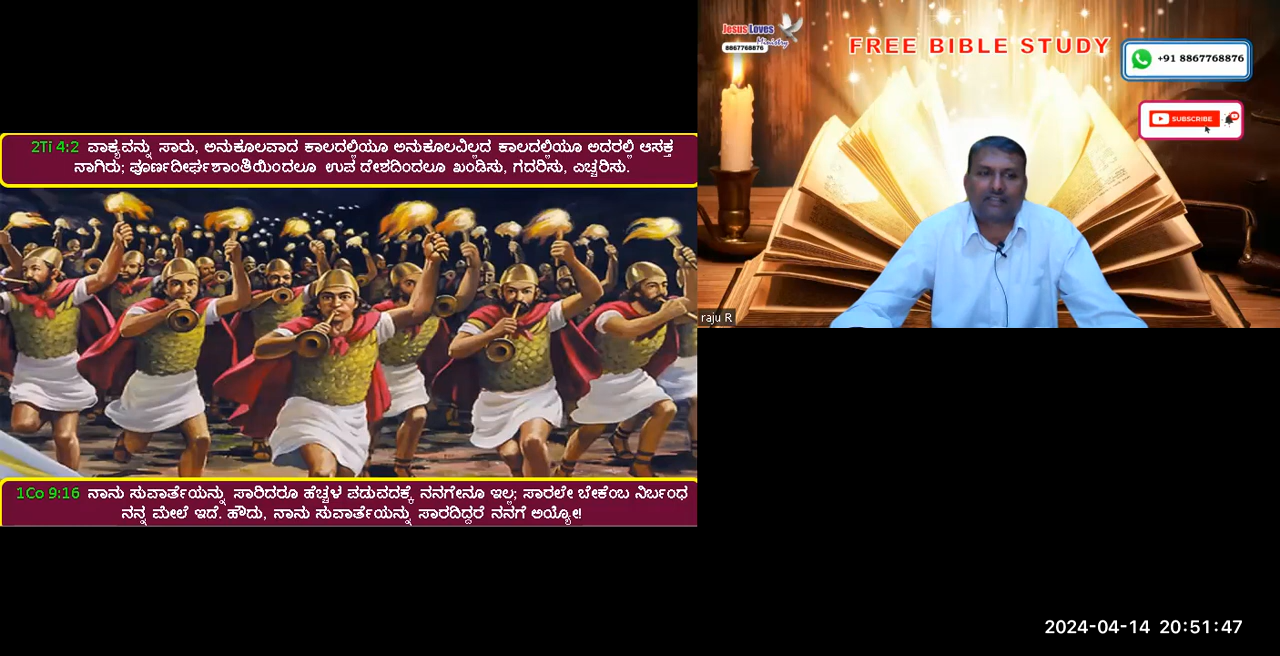 2Ti 4:2 ವಾಕ್ಯವನ್ನು ಸಾರು, ಅನುಕೂಲವಾದ ಕಾಲದಲ್ಲಿಯೂ ಅನುಕೂಲವಿಲ್ಲದ ಕಾಲದಲ್ಲಿಯೂ ಅದರಲ್ಲಿ ಆಸಕ್ತ
ನಾಗಿರು; ಪೂರ್ಣದೀರ್ಘಶಾಂತಿಯಿಂದಲೂ ಉಪದೇಶದಿಂದಲೂ ಖಂಡಿಸು, ಗದರಿಸು, ಎಚ್ಚರಿಸು.
1Co 9:16 ನಾನು ಸುವಾರ್ತೆಯನ್ನು ಸಾರಿದರೂ ಹೆಚ್ಚಳ ಪಡುವದಕ್ಕೆ ನನಗೇನೂ ಇಲ್ಲ; ಸಾರಲೇ ಬೇಕೆಂಬ ನಿರ್ಬಂಧ
ನನ್ನ ಮೇಲೆ ಇದೆ. ಹೌದು, ನಾನು ಸುವಾರ್ತೆಯನ್ನು ಸಾರದಿದ್ದರೆ ನನಗೆ ಅಯ್ಯೋ!
Jesus Loves
Ministry
8867768876
FREE BIBLE STUDY
+91 8867768876
SUBSCRIBE
raju R
2024-04-14 20:51:47